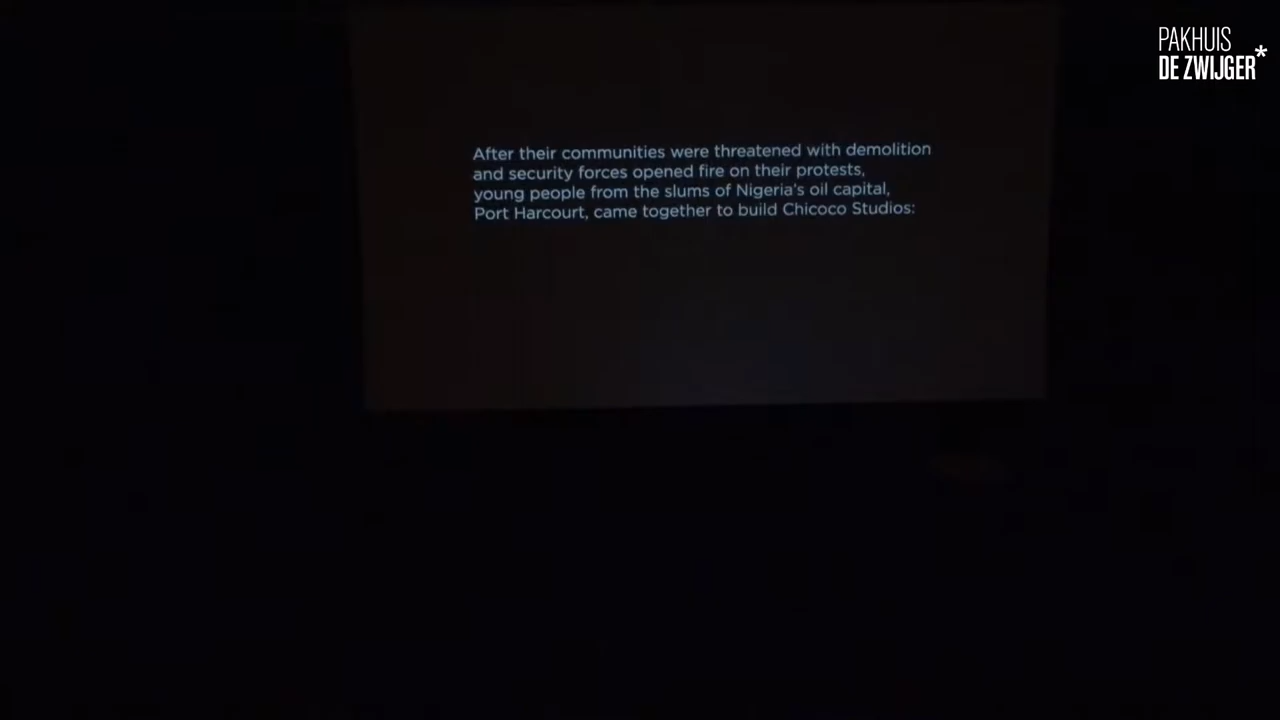 PAKHUIS
DE ZWIJGER*
After their communities were threatened with demolition
and security forces opened fire on their protests,
young people from the slums of Nigeria's oil capital,
Port Harcourt, came together to build Chicoco Studios: